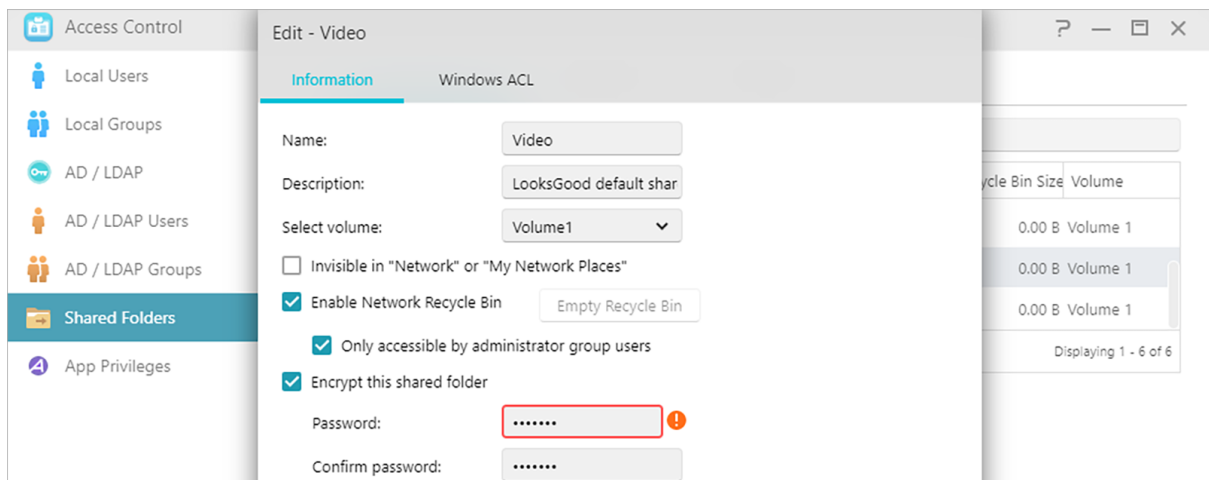 Access Control
Local Users
Local Groups
AD / LDAP
AD / LDAP Users
AD / LDAP Groups
Shared Folders
App Privileges
Edit - Video
Information Windows ACL
Name: Video
Description: LooksGood default shar
Select volume: Volume1
Invisible in "Network" or "My Network Places"
Enable Network Recycle Bin Empty Recycle Bin
Only accessible by administrator group users
Encrypt this shared folder
Password: •••••••
Confirm password: •••••••
ycle Bin Size Volume
0.00 B Volume 1
0.00 B Volume 1
0.00 B Volume 1
Displaying 1 - 6 of 6